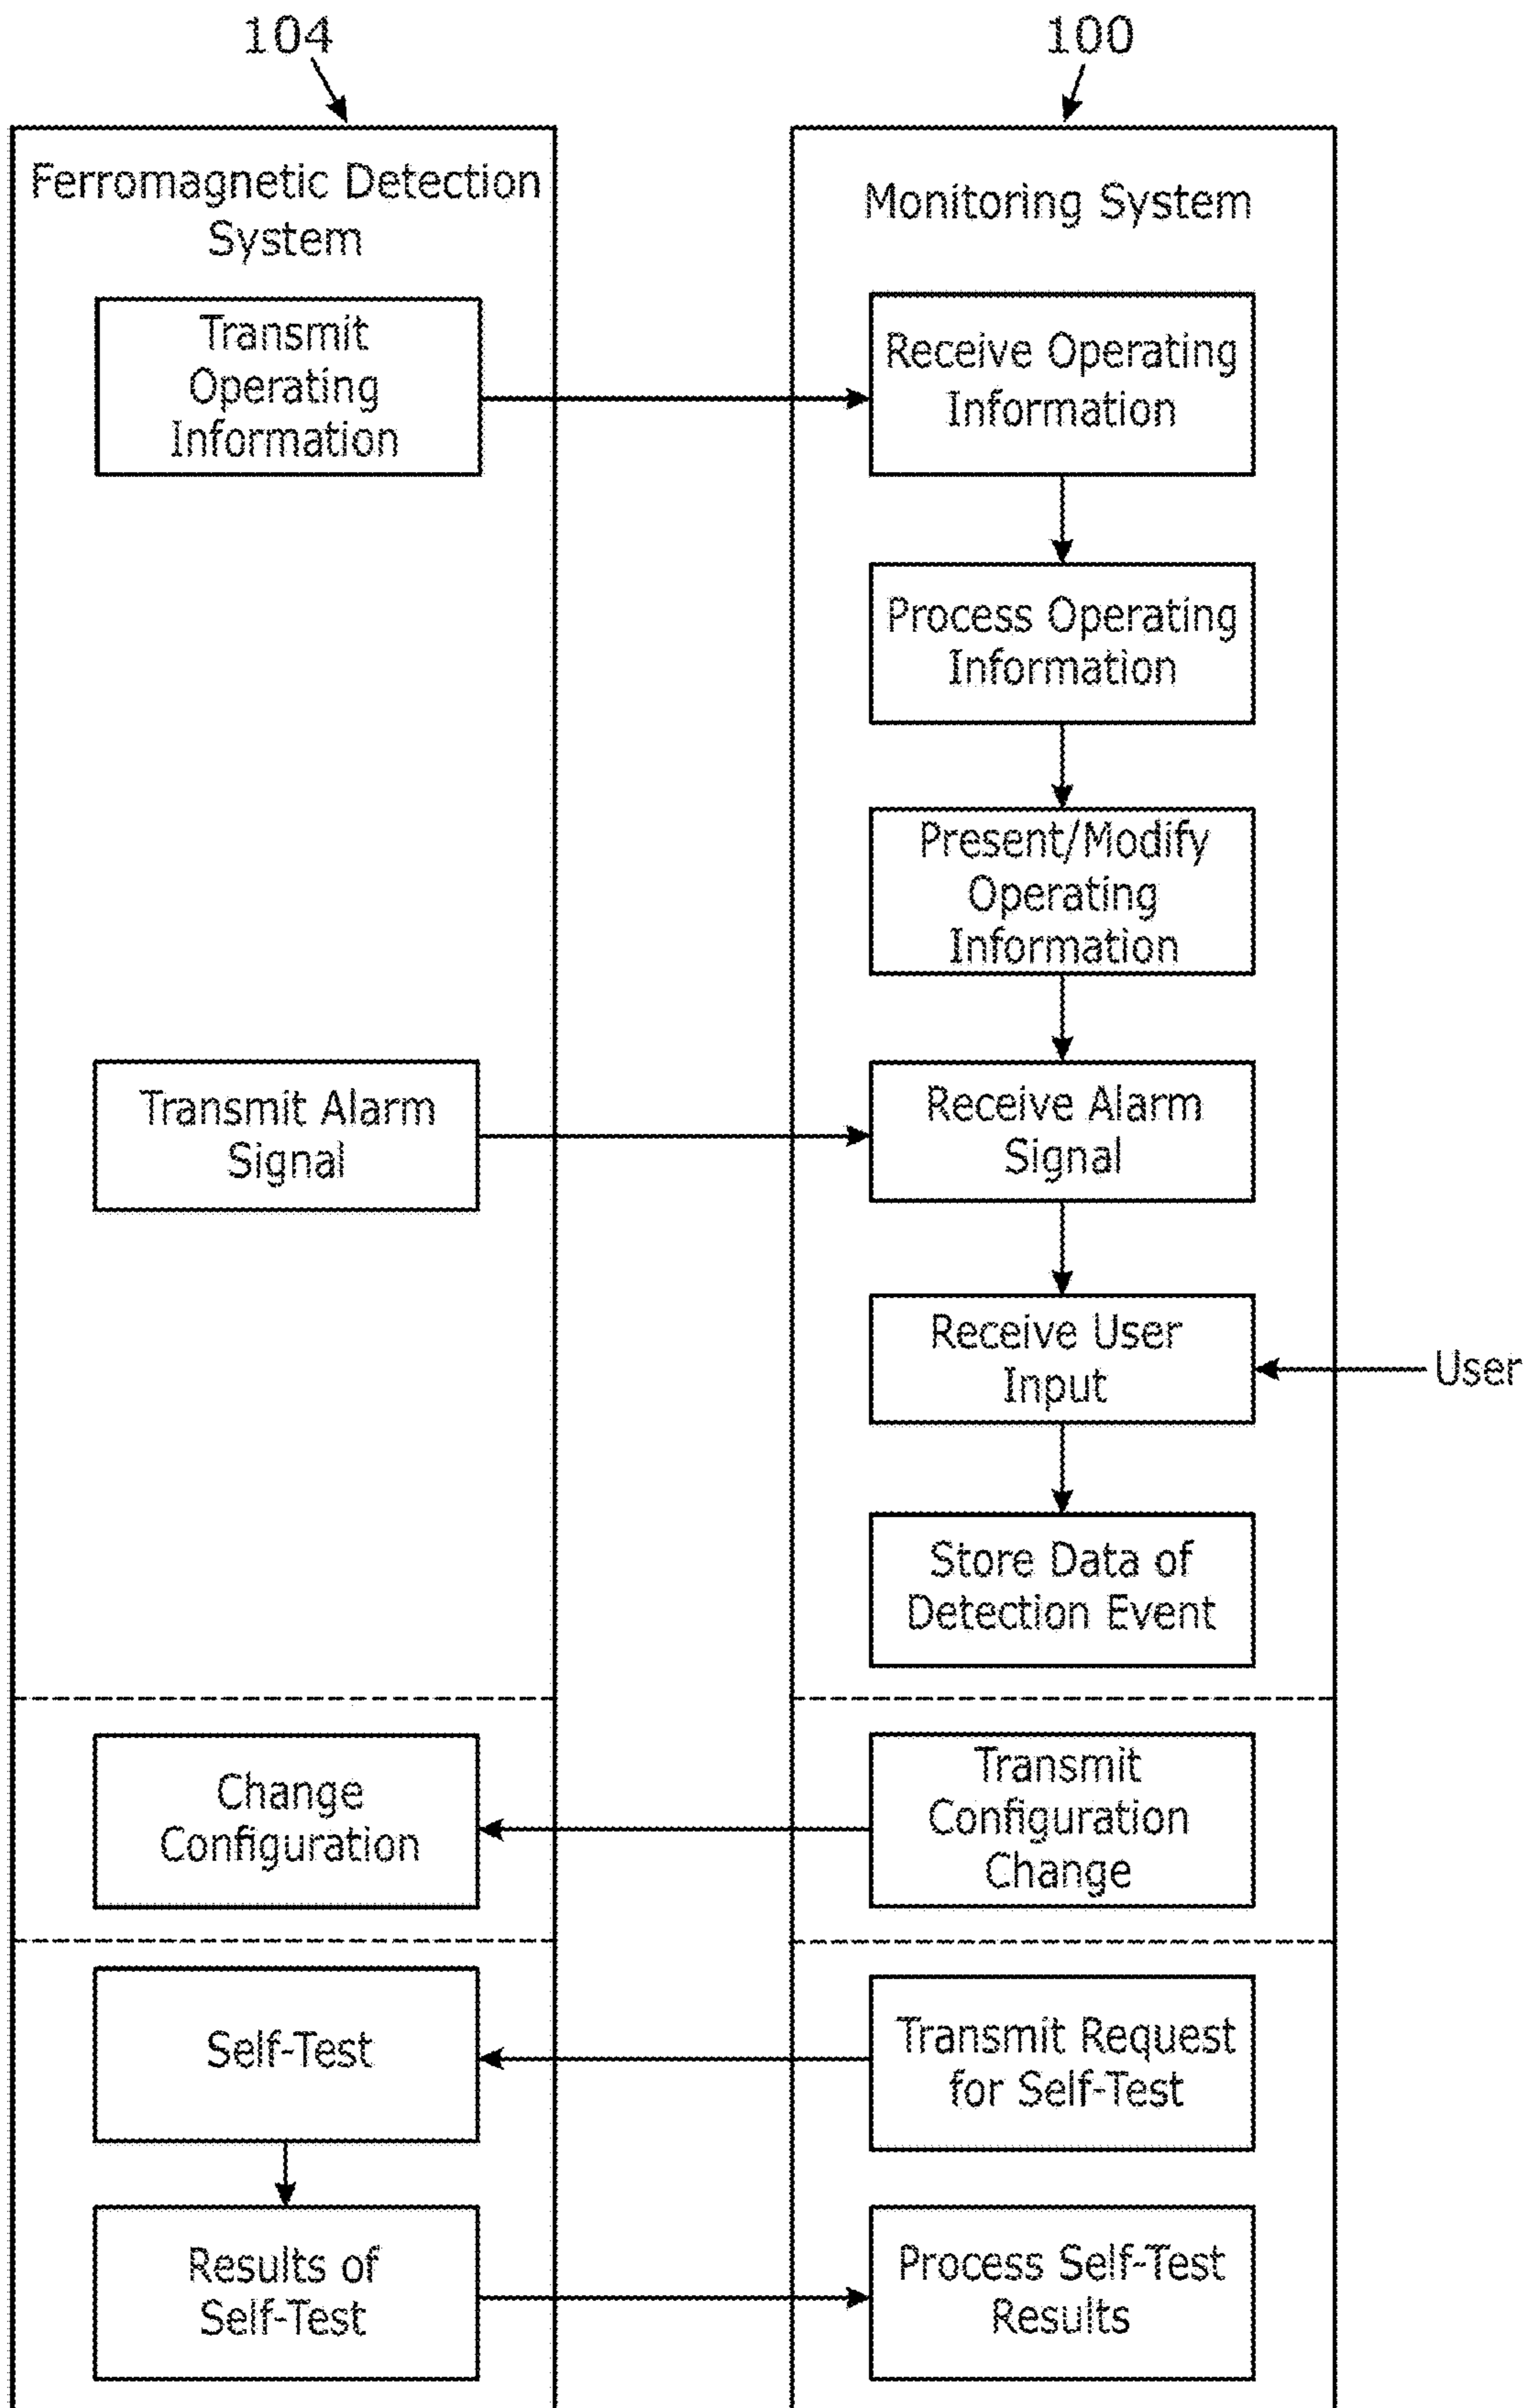 104
100
Ferromagnetic Detection
System
Monitoring System
Transmit
Operating
Information
Receive Operating
Information
Process Operating
Information
Present/Modify
Operating
Information
Transmit Alarm
Signal
Receive Alarm
Signal
Receive User
Input
User
Store Data of
Detection Event
Change
Configuration
Transmit
Configuration
Change
Self-Test
Transmit Request
for Self-Test
Results of
Self-Test
Process Self-Test
Results